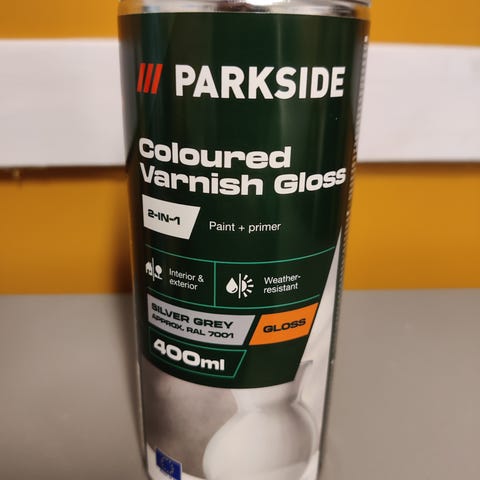 /// PARKSIDE
Coloured
Varnish Gloss
2-IN-1
Paint + primer
Interior &
exterior
Weather-
resistant
SILVER GREY
APPROX. RAL 7001
GLOSS
400ml